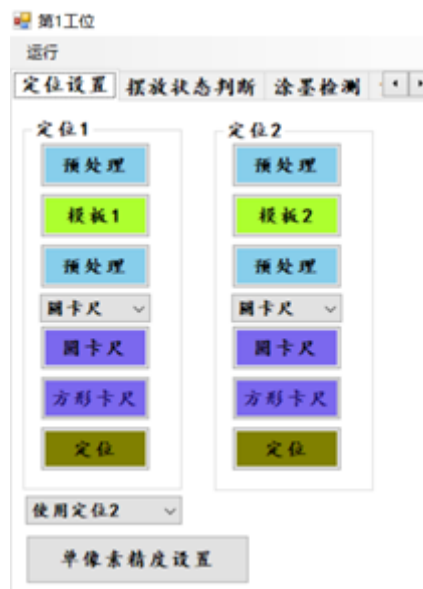 第1工位
运行
定位设置 摆放状态判断 涂墨检测
定位1 定位2
预处理 预处理
模板1 模板2
预处理 预处理
圆卡尺 圆卡尺
圆卡尺 圆卡尺
方形卡尺 方形卡尺
定位 定位
使用定位2
单像素精度设置